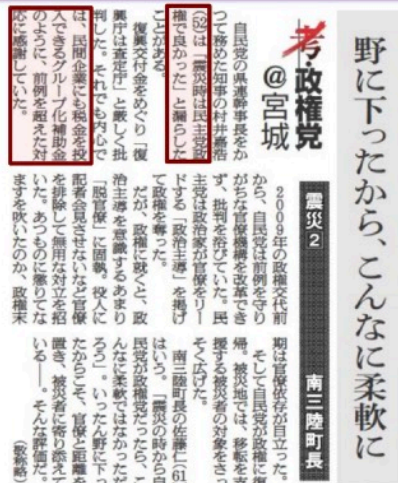 野に下ったから、こんなに柔軟に
考・政権党
@宮城
震災2
南三陸町長
自民党の県連幹事長をか
つて務めた知事の村井嘉浩
(52)は「震災時は民主党政
権で良かった」と漏らした
ことがある。
復興交付金をめぐり「復
興庁は査定庁」と厳しく批
判した。それでも内心で
は、民間企業にも税金を投
入できるグループ化補助金
のように、前例を超えた対
応に感謝していた。
2009年の政権交代前
から、自民党は前例を守り
がちな官僚機構を改革でき
ず、批判を浴びていた。民
主党は政治家が官僚をリー
ドする「政治主導」を掲げ
て政権を奪った。
だが、政権に就くと、政
治主導を意識するあまり
「脱官僚」に固執。役人に
記者会見させないなど官僚
を排除して無用な対立を招
いた。あつものに懲りてな
ますを吹いたのか、政権末
期は官僚依存が目立った。
そして自民党が政権に復
帰。被災地では、移転を支
援する被災者の対象をさっ
そく広げた。
南三陸町長の佐藤仁(61
はいう。「震災の時から自
民党が政権党だったら、こ
んなに柔軟ではなかっただ
ろう」。いったん野に下っ
たからこそ、官僚と距離を
置き、被災者に寄り添えて
いる――。そんな評価だ。
(敬称略)